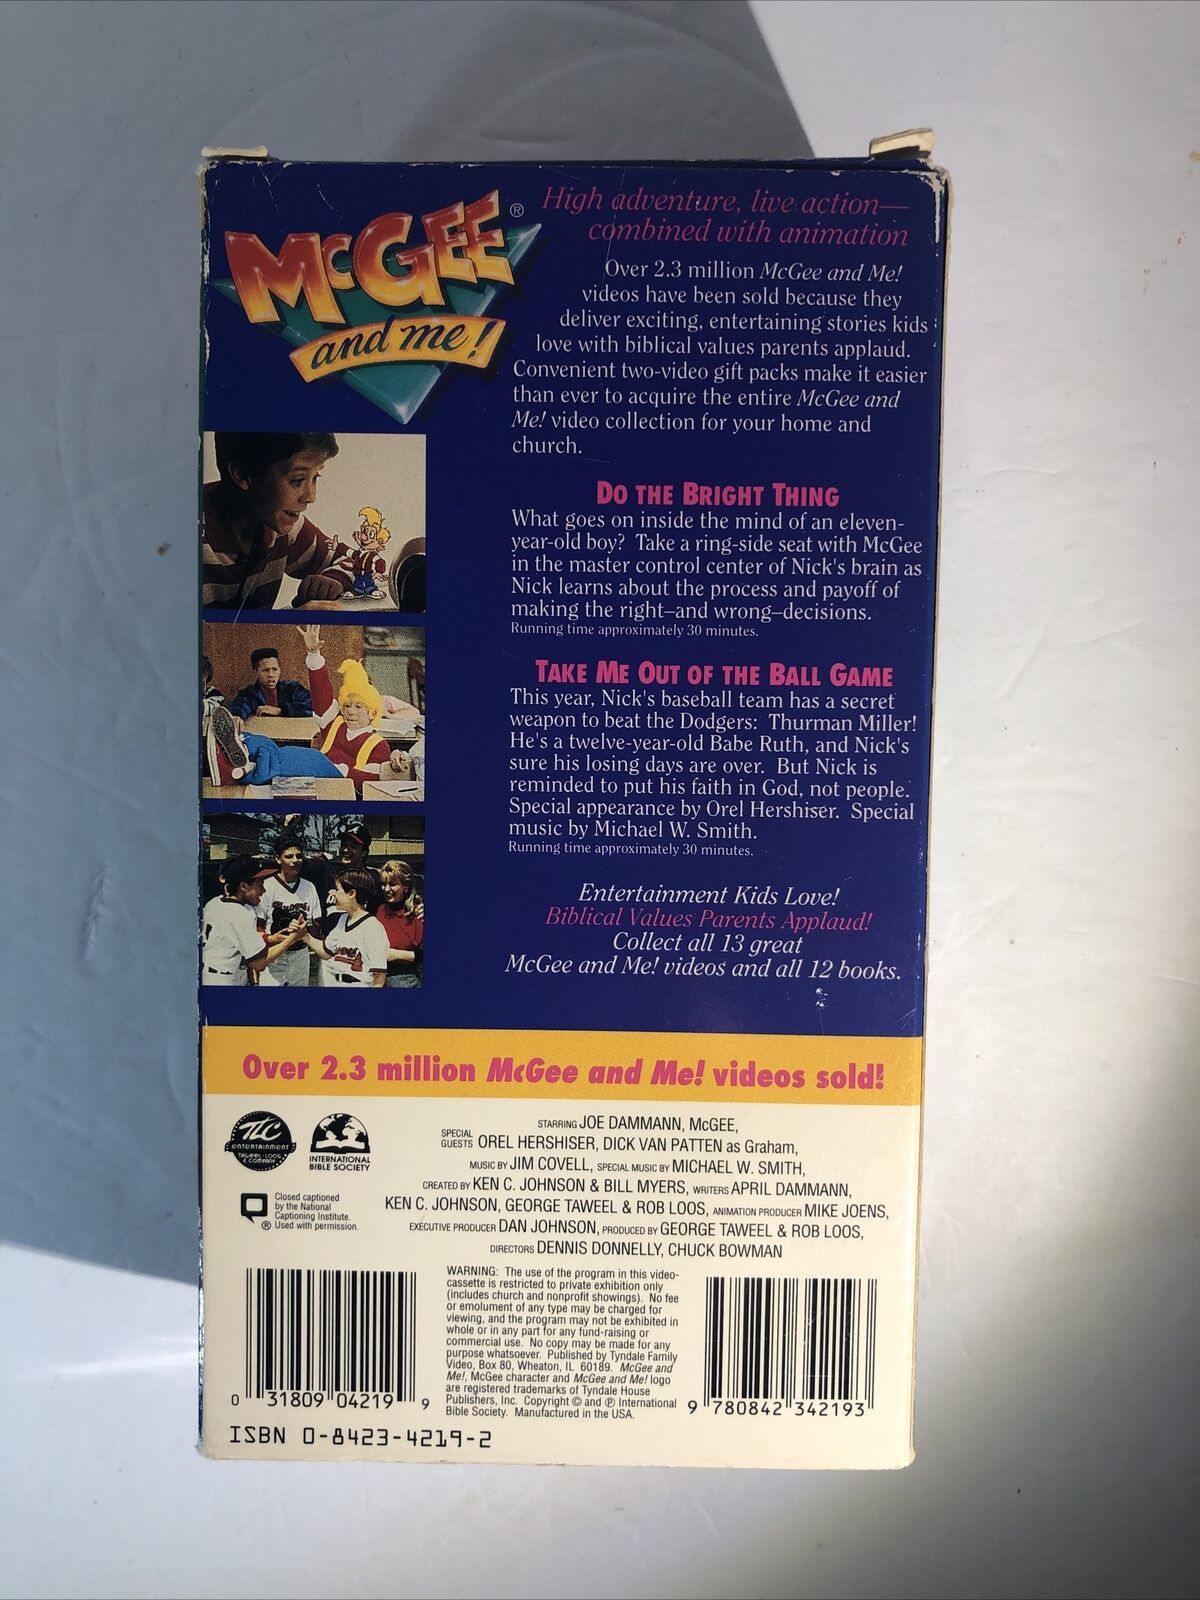 McGEE ®
and me!
High adventure, live action—
combined with animation
Over 2.3 million McGee and Me!
videos have been sold because they
deliver exciting, entertaining stories kids
love with biblical values parents applaud.
Convenient two-video gift packs make it easier
than ever to acquire the entire McGee and
Me! video collection for your home and
church.
DO THE BRIGHT THING
What goes on inside the mind of an eleven-
year-old boy? Take a ring-side seat with McGee
in the master control center of Nick's brain as
Nick learns about the process and payoff of
making the right–and wrong–decisions.
Running time approximately 30 minutes.
TAKE ME OUT OF THE BALL GAME
This year, Nick's baseball team has a secret
weapon to beat the Dodgers: Thurman Miller!
He's a twelve-year-old Babe Ruth, and Nick's
sure his losing days are over. But Nick is
reminded to put his faith in God, not people.
Special appearance by Orel Hershiser. Special
music by Michael W. Smith.
Running time approximately 30 minutes.
Entertainment Kids Love!
Biblical Values Parents Applaud!
Collect all 13 great
McGee and Me! videos and all 12 books.
Over 2.3 million McGee and Me! videos sold!
TLC
ENTERTAINMENT
TAWEEL-LOOS
& COMPANY
INTERNATIONAL
BIBLE SOCIETY
Closed captioned
by the National
Captioning Institute.
® Used with permission.
STARRING JOE DAMMANN, McGEE,
SPECIAL GUESTS OREL HERSHISER, DICK VAN PATTEN as Graham,
MUSIC BY JIM COVELL, SPECIAL MUSIC BY MICHAEL W. SMITH,
CREATED BY KEN C. JOHNSON & BILL MYERS, WRITERS APRIL DAMMANN,
KEN C. JOHNSON, GEORGE TAWEEL & ROB LOOS, ANIMATION PRODUCER MIKE JOENS,
EXECUTIVE PRODUCER DAN JOHNSON, PRODUCED BY GEORGE TAWEEL & ROB LOOS,
DIRECTORS DENNIS DONNELLY, CHUCK BOWMAN
WARNING: The use of the program in this video-
cassette is restricted to private exhibition only
(includes church and nonprofit showings). No fee
or emolument of any type may be charged for
viewing, and the program may not be exhibited in
whole or in part for any fund-raising or
commercial use. No copy may be made for any
purpose whatsoever. Published by Tyndale Family
Video, Box 80, Wheaton, IL 60189. McGee and
Me!, McGee character and McGee and Me! logo
are registered trademarks of Tyndale House
Publishers, Inc. Copyright © and ℗ International
Bible Society. Manufactured in the USA.
0 31809 04219 9
9 780842 342193
ISBN 0-8423-4219-2